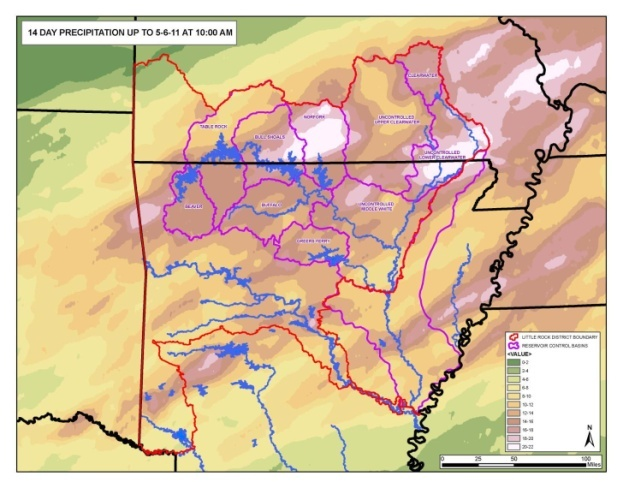 14 DAY PRECIPITATION UP TO 5-6-11 AT 10:00 AM
CLEARWATER
NORFORK
TABLE ROCK
BULL SHOALS
UNCONTROLLED
UPPER CLEARWATER
UNCONTROLLED
LOWER CLEARWATER
BEAVER
BUFFALO
UNCONTROLLED
MIDDLE WHITE
GREERS FERRY
LITTLE ROCK DISTRICT BOUNDARY
RESERVOIR CONTROL BASINS
<VALUE>
0-2
2-4
4-6
6-8
8-10
10-12
12-14
14-16
16-18
18-20
20-22
N
0 25 50 100
Miles